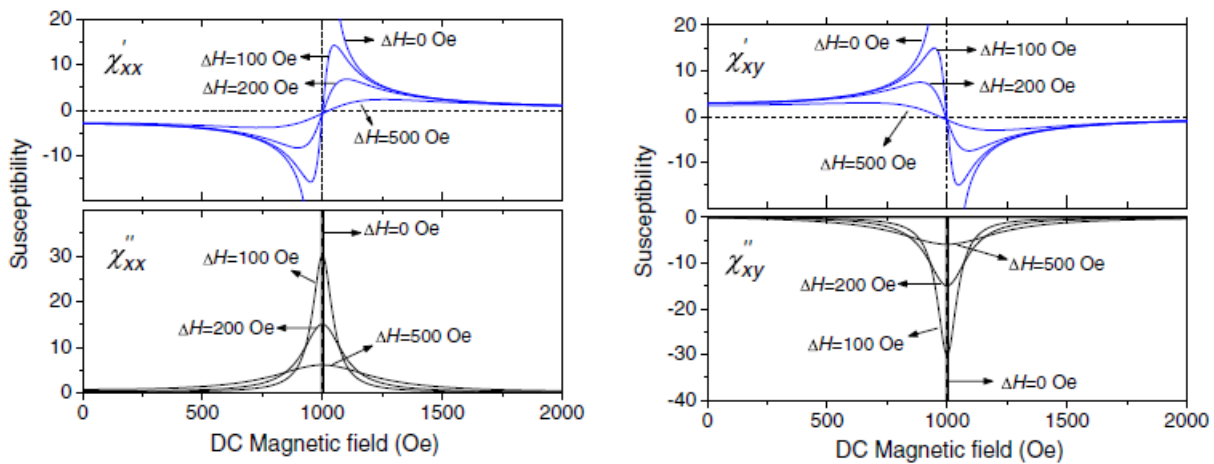 20
10
0
-10
χ'xx
ΔH=0 Oe
ΔH=100 Oe
ΔH=200 Oe
ΔH=500 Oe
Susceptibility
30
20
10
0
χ''xx
ΔH=0 Oe
ΔH=100 Oe
ΔH=200 Oe
ΔH=500 Oe
0 500 1000 1500 2000
DC Magnetic field (Oe)
20
10
0
-10
χ'xy
ΔH=0 Oe
ΔH=100 Oe
ΔH=200 Oe
ΔH=500 Oe
Susceptibility
0
-10
-20
-30
-40
χ''xy
ΔH=500 Oe
ΔH=200 Oe
ΔH=100 Oe
ΔH=0 Oe
0 500 1000 1500 2000
DC Magnetic field (Oe)